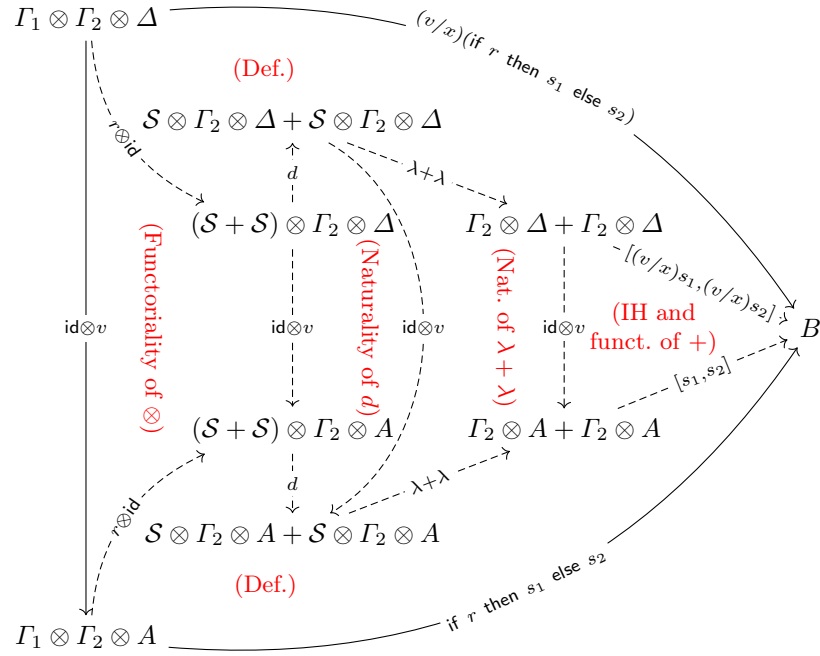 Γ₁ ⊗ Γ₂ ⊗ Δ
(v/x)(if r then s₁ else s₂)
(Def.)
𝒮 ⊗ Γ₂ ⊗ Δ + 𝒮 ⊗ Γ₂ ⊗ Δ
r⊗id
d
λ+λ
(𝒮 + 𝒮) ⊗ Γ₂ ⊗ Δ
Γ₂ ⊗ Δ + Γ₂ ⊗ Δ
[(v/x)s₁,(v/x)s₂]
id⊗v
(Functoriality of ⊗)
id⊗v
(Naturality of d)
id⊗v
(Nat. of λ + λ)
id⊗v
(IH and
funct. of +)
B
[s₁,s₂]
(𝒮 + 𝒮) ⊗ Γ₂ ⊗ A
Γ₂ ⊗ A + Γ₂ ⊗ A
r⊗id
d
λ+λ
𝒮 ⊗ Γ₂ ⊗ A + 𝒮 ⊗ Γ₂ ⊗ A
(Def.)
if r then s₁ else s₂
Γ₁ ⊗ Γ₂ ⊗ A